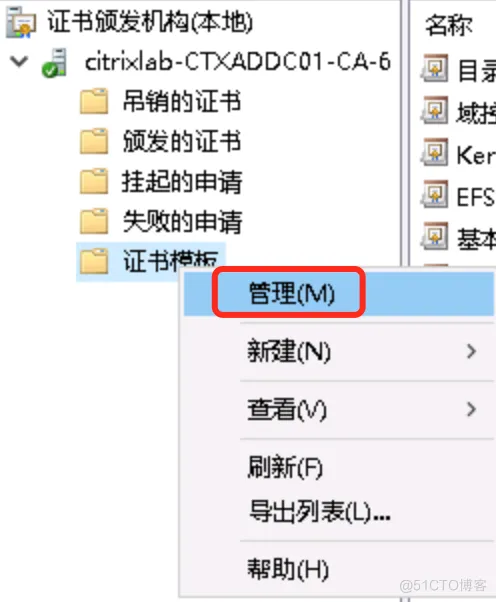 证书颁发机构(本地)
名称
citrixlab-CTXADDC01-CA-6
吊销的证书
颁发的证书
挂起的申请
失败的申请
证书模板
目录
域控
Ker
EFS
基本
管理(M)
新建(N)
查看(V)
刷新(F)
导出列表(L)...
帮助(H)
@51CTO博客